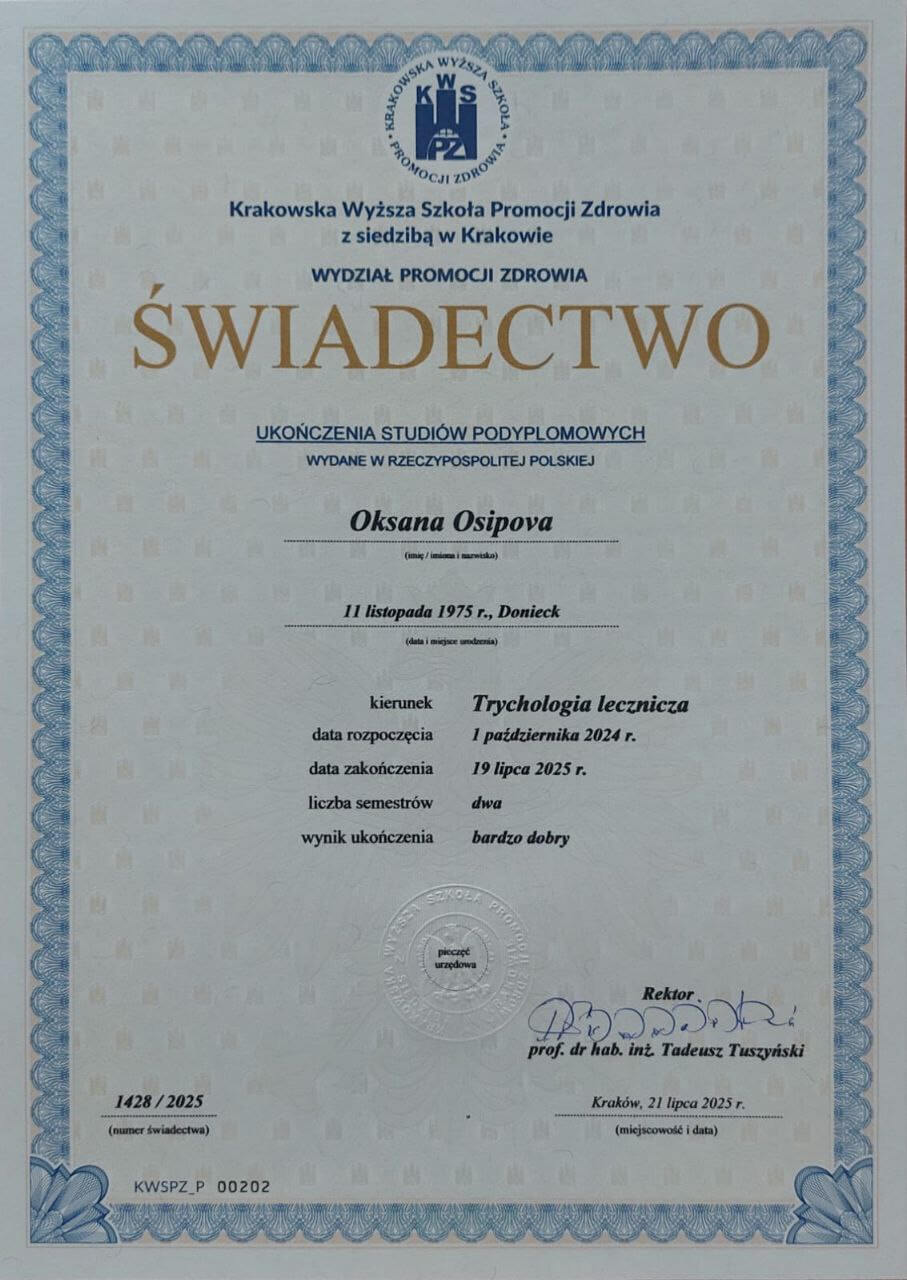 KRAKOWSKA WYŻSZA SZKOŁA
PROMOCJI ZDROWIA
KWS
PZ
Krakowska Wyższa Szkoła Promocji Zdrowia
z siedzibą w Krakowie
WYDZIAŁ PROMOCJI ZDROWIA
ŚWIADECTWO
UKOŃCZENIA STUDIÓW PODYPLOMOWYCH
WYDANE W RZECZYPOSPOLITEJ POLSKIEJ
Oksana Osipova
(imię / imiona i nazwisko)
11 listopada 1975 r., Donieck
(data i miejsce urodzenia)
kierunek Trychologia lecznicza
data rozpoczęcia 1 października 2024 r.
data zakończenia 19 lipca 2025 r.
liczba semestrów dwa
wynik ukończenia bardzo dobry
pieczęć
urzędowa
Rektor
prof. dr hab. inż. Tadeusz Tuszyński
1428 / 2025
(numer świadectwa)
Kraków, 21 lipca 2025 r.
(miejscowość i data)
KWSPZ_P 00202